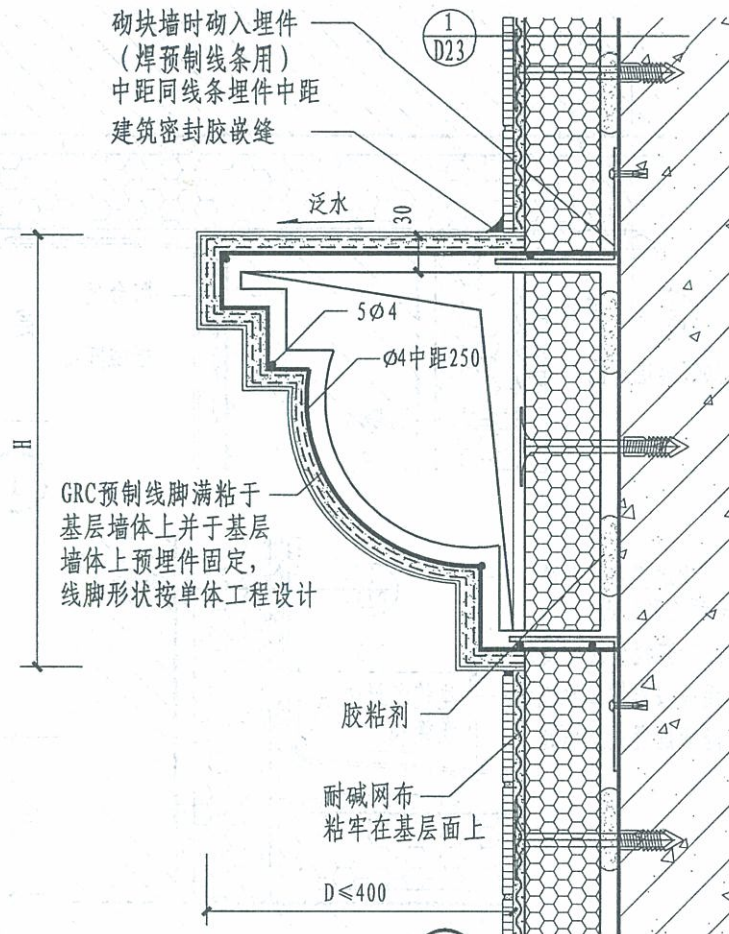 砌块墙时砌入埋件
（焊预制线条用）
中距同线条埋件中距
建筑密封胶嵌缝
1
D23
泛水
30
5Ø4
Ø4中距250
H
GRC预制线脚满粘于
基层墙体上并于基层
墙体上预埋件固定，
线脚形状按单体工程设计
胶粘剂
耐碱网布
粘牢在基层面上
D≤400